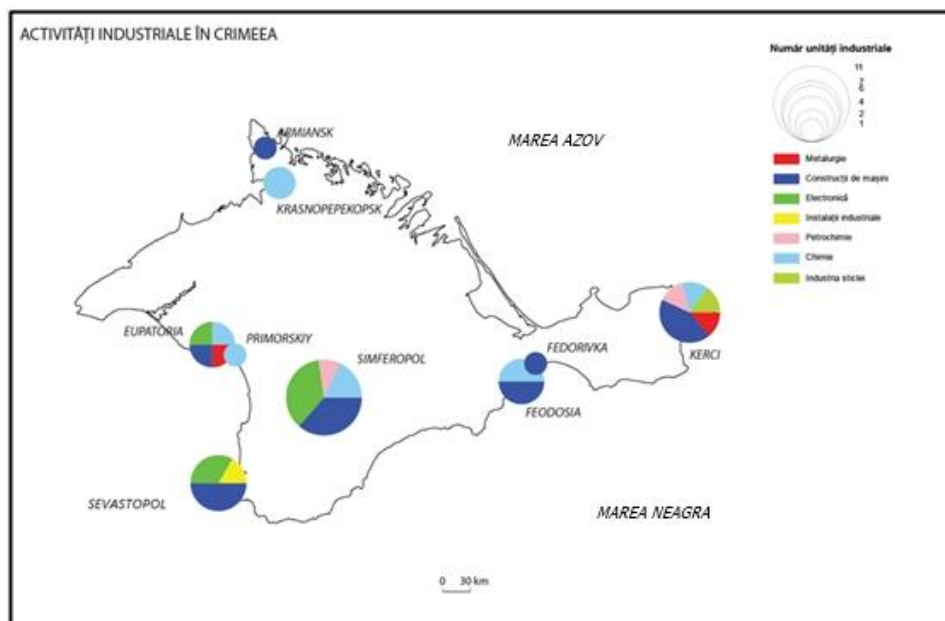 ACTIVITĂȚI INDUSTRIALE ÎN CRIMEEA
Număr unități industriale
11
7
6
4
2
1
Metalurgie
Construcții de mașini
Electronică
Instalații industriale
Petrochimie
Chimie
Industria sticlei
MAREA AZOV
ARMIANSK
KRASNOPEPEKOPSK
EUPATORIA
PRIMORSKIY
SIMFEROPOL
FEDORIVKA
KERCI
FEODOSIA
SEVASTOPOL
MAREA NEAGRA
0 30 km